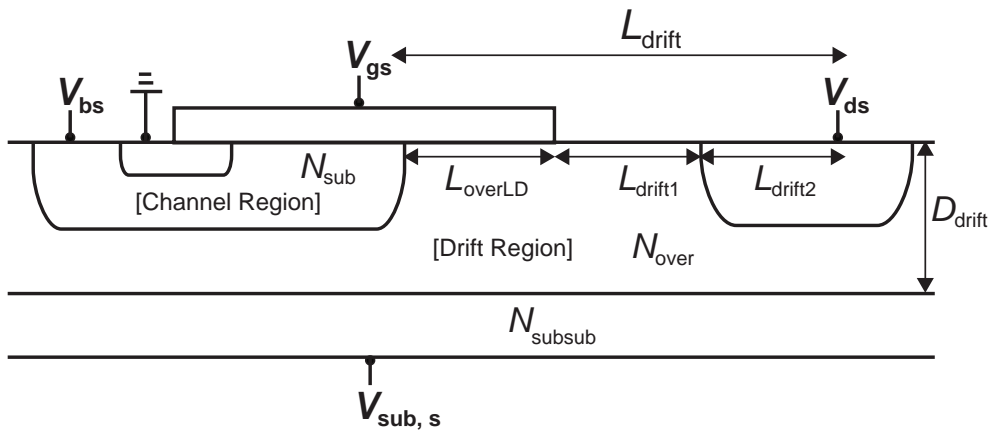 L_drift
V_gs
V_bs
V_ds
N_sub
L_overLD
L_drift1
L_drift2
[Channel Region]
D_drift
[Drift Region]
N_over
N_subsub
V_sub, s